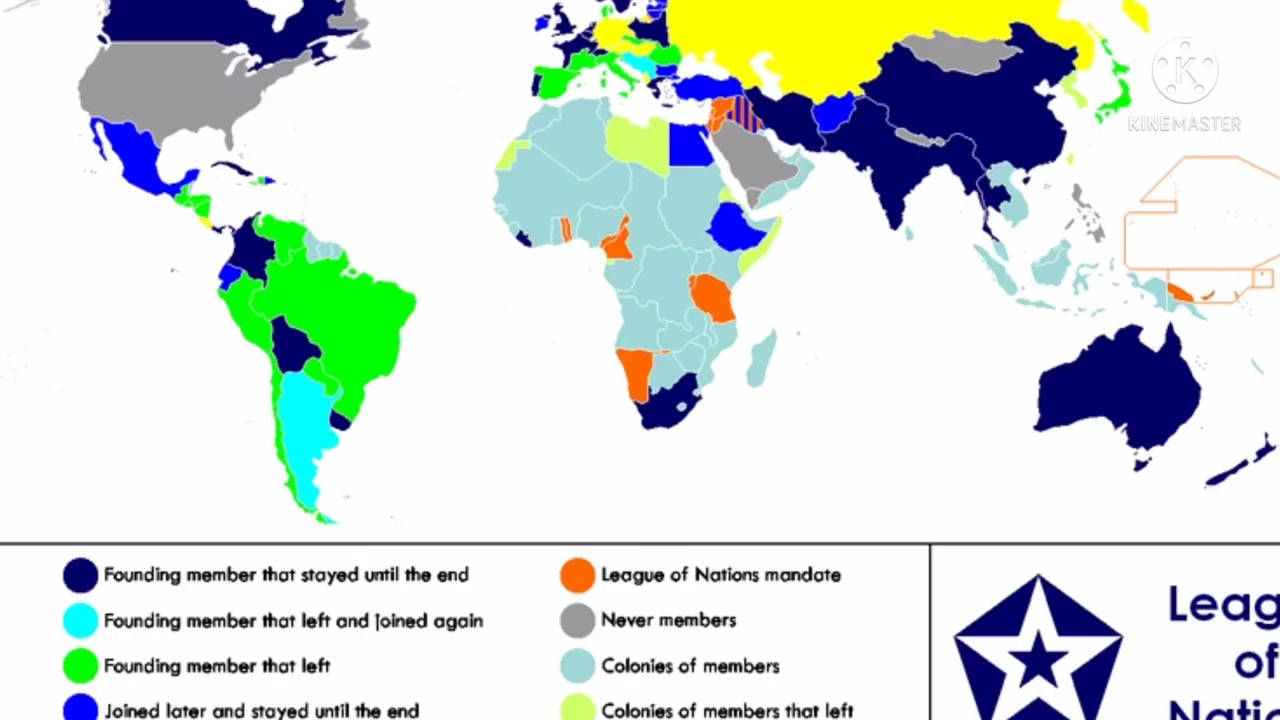 K
KINEMASTER
Founding member that stayed until the end
Founding member that left and joined again
Founding member that left
Joined later and stayed until the end
League of Nations mandate
Never members
Colonies of members
Colonies of members that left
Leag
of
Natio